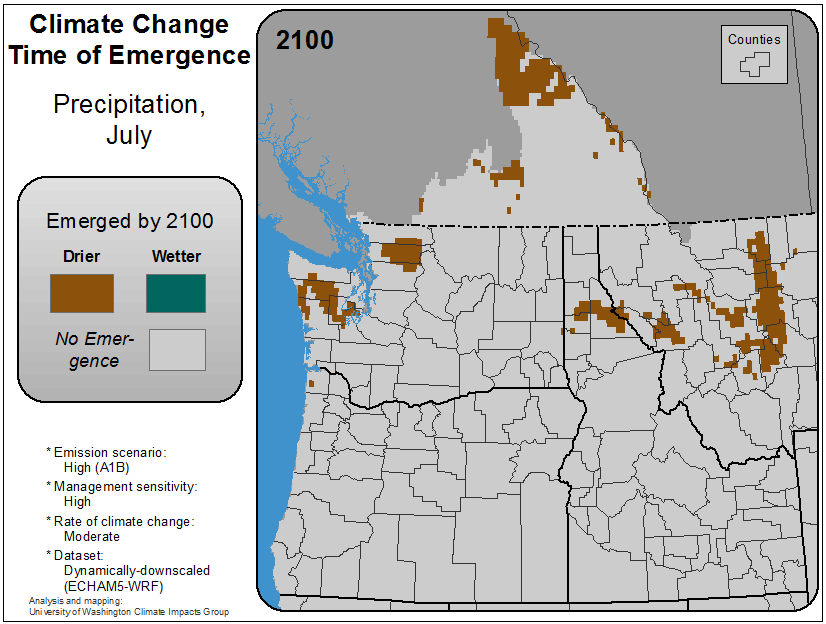 Climate Change
Time of Emergence
Precipitation,
July
Emerged by 2100
Drier
Wetter
No Emer-
gence
* Emission scenario:
High (A1B)
* Management sensitivity:
High
* Rate of climate change:
Moderate
* Dataset:
Dynamically-downscaled
(ECHAM5-WRF)
Analysis and mapping:
University of Washington Climate Impacts Group
2100
Counties